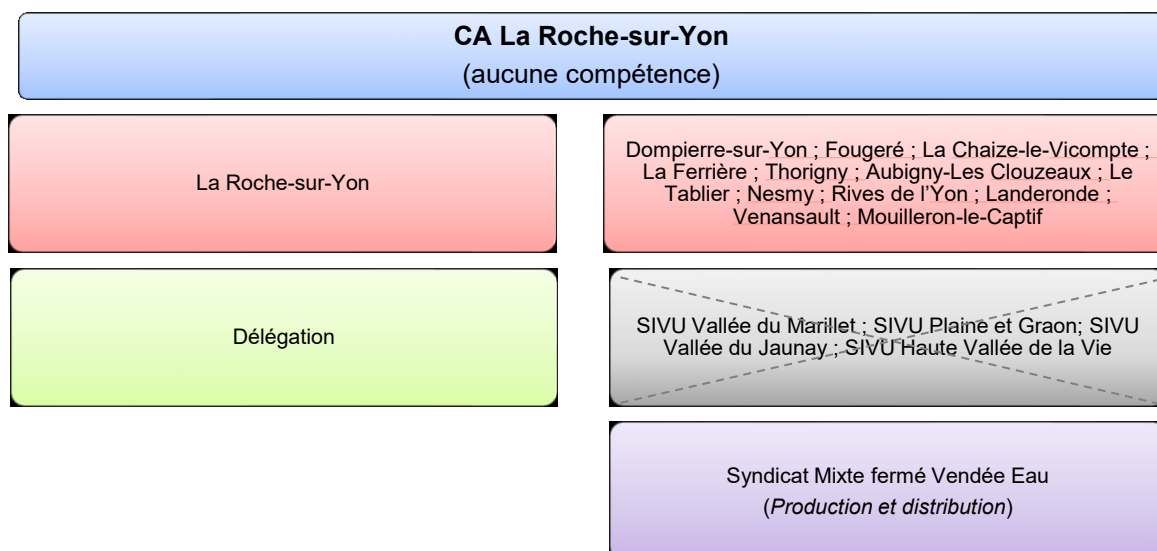 CA La Roche-sur-Yon
(aucune compétence)
La Roche-sur-Yon
Dompierre-sur-Yon ; Fougeré ; La Chaize-le-Vicompte ;
La Ferrière ; Thorigny ; Aubigny-Les Clouzeaux ; Le
Tablier ; Nesmy ; Rives de l’Yon ; Landeronde ;
Venansault ; Mouilleron-le-Captif
Délégation
SIVU Vallée du Marillet ; SIVU Plaine et Graon; SIVU
Vallée du Jaunay ; SIVU Haute Vallée de la Vie
Syndicat Mixte fermé Vendée Eau
(Production et distribution)